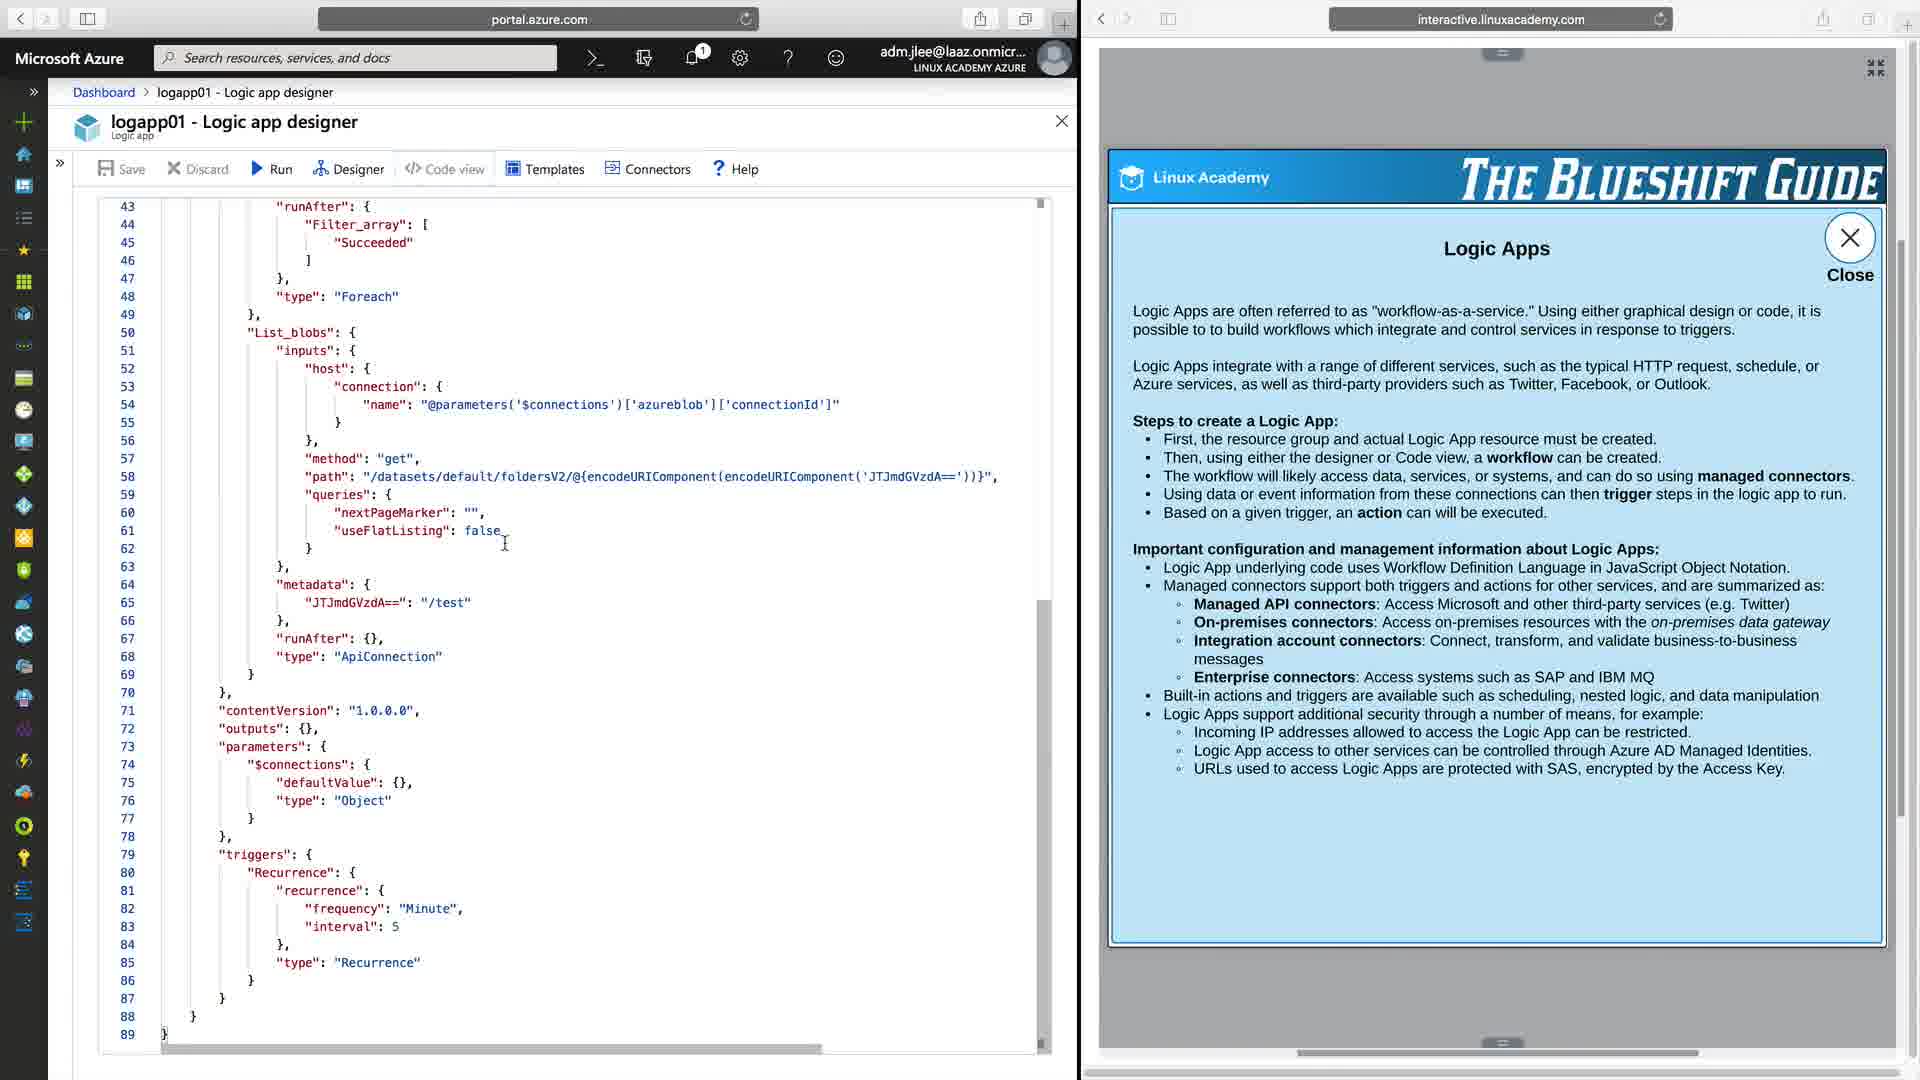 portal.azure.com
Microsoft Azure
Search resources, services, and docs
1
adm.jlee@laaz.onmicr...
LINUX ACADEMY AZURE
Dashboard > logapp01 - Logic app designer
logapp01 - Logic app designer
Logic app
Save Discard Run Designer </> Code view Templates Connectors ? Help
43 "runAfter": {
44 "Filter_array": [
45 "Succeeded"
46 ]
47 },
48 "type": "Foreach"
49 },
50 "List_blobs": {
51 "inputs": {
52 "host": {
53 "connection": {
54 "name": "@parameters('$connections')['azureblob']['connectionId']"
55 }
56 },
57 "method": "get",
58 "path": "/datasets/default/foldersV2/@{encodeURIComponent(encodeURIComponent('JTJmdGVzdA=='))}",
59 "queries": {
60 "nextPageMarker": "",
61 "useFlatListing": false
62 }
63 },
64 "metadata": {
65 "JTJmdGVzdA==": "/test"
66 },
67 "runAfter": {},
68 "type": "ApiConnection"
69 }
70 },
71 "contentVersion": "1.0.0.0",
72 "outputs": {},
73 "parameters": {
74 "$connections": {
75 "defaultValue": {},
76 "type": "Object"
77 }
78 },
79 "triggers": {
80 "Recurrence": {
81 "recurrence": {
82 "frequency": "Minute",
83 "interval": 5
84 },
85 "type": "Recurrence"
86 }
87 }
88 }
89 }
interactive.linuxacademy.com
Linux Academy
THE BLUESHIFT GUIDE
Logic Apps
Close
Logic Apps are often referred to as "workflow-as-a-service." Using either graphical design or code, it is
possible to to build workflows which integrate and control services in response to triggers.
Logic Apps integrate with a range of different services, such as the typical HTTP request, schedule, or
Azure services, as well as third-party providers such as Twitter, Facebook, or Outlook.
Steps to create a Logic App:
• First, the resource group and actual Logic App resource must be created.
• Then, using either the designer or Code view, a workflow can be created.
• The workflow will likely access data, services, or systems, and can do so using managed connectors.
• Using data or event information from these connections can then trigger steps in the logic app to run.
• Based on a given trigger, an action can will be executed.
Important configuration and management information about Logic Apps:
• Logic App underlying code uses Workflow Definition Language in JavaScript Object Notation.
• Managed connectors support both triggers and actions for other services, and are summarized as:
◦ Managed API connectors: Access Microsoft and other third-party services (e.g. Twitter)
◦ On-premises connectors: Access on-premises resources with the on-premises data gateway
◦ Integration account connectors: Connect, transform, and validate business-to-business
messages
◦ Enterprise connectors: Access systems such as SAP and IBM MQ
• Built-in actions and triggers are available such as scheduling, nested logic, and data manipulation
• Logic Apps support additional security through a number of means, for example:
◦ Incoming IP addresses allowed to access the Logic App can be restricted.
◦ Logic App access to other services can be controlled through Azure AD Managed Identities.
◦ URLs used to access Logic Apps are protected with SAS, encrypted by the Access Key.